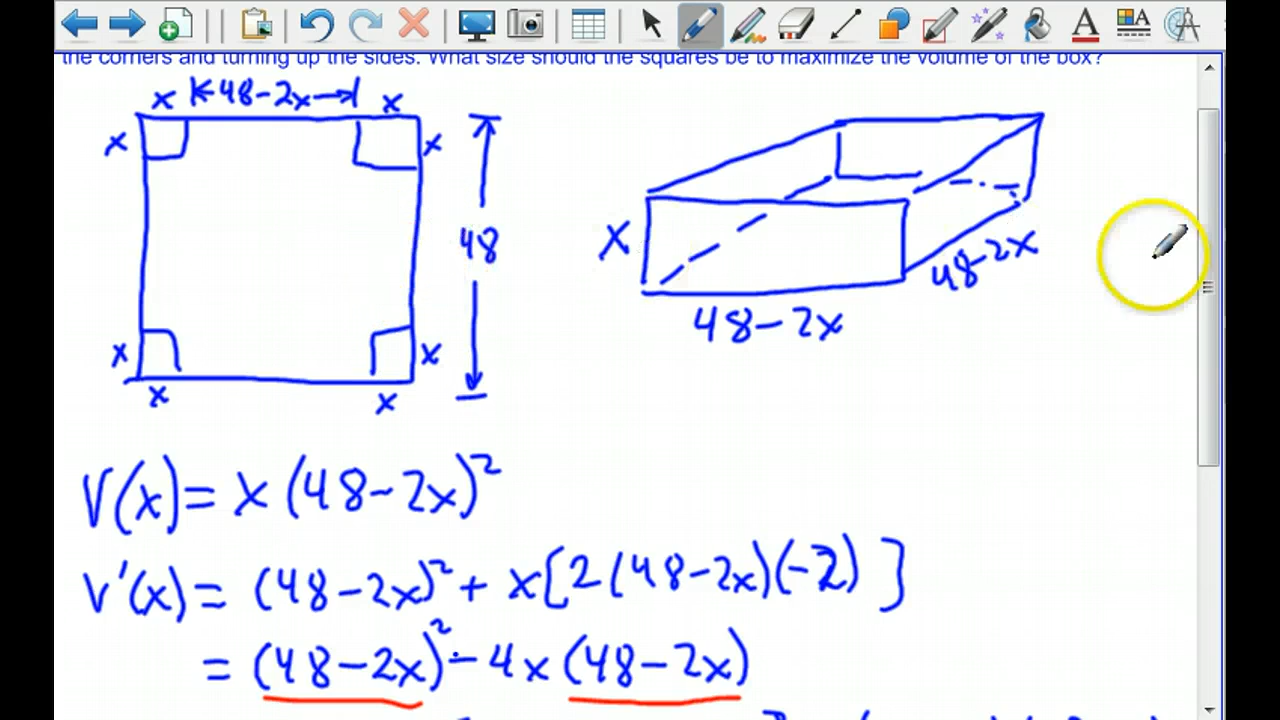 the corners and turning up the sides. What size should the squares be to maximize the volume of the box?
x |<48-2x→| x
x x
48
x x
x x
x
48-2x
48-2x
V(x) = x(48-2x)²
V'(x) = (48-2x)² + x[2(48-2x)(-2)]
= (48-2x)² - 4x(48-2x)